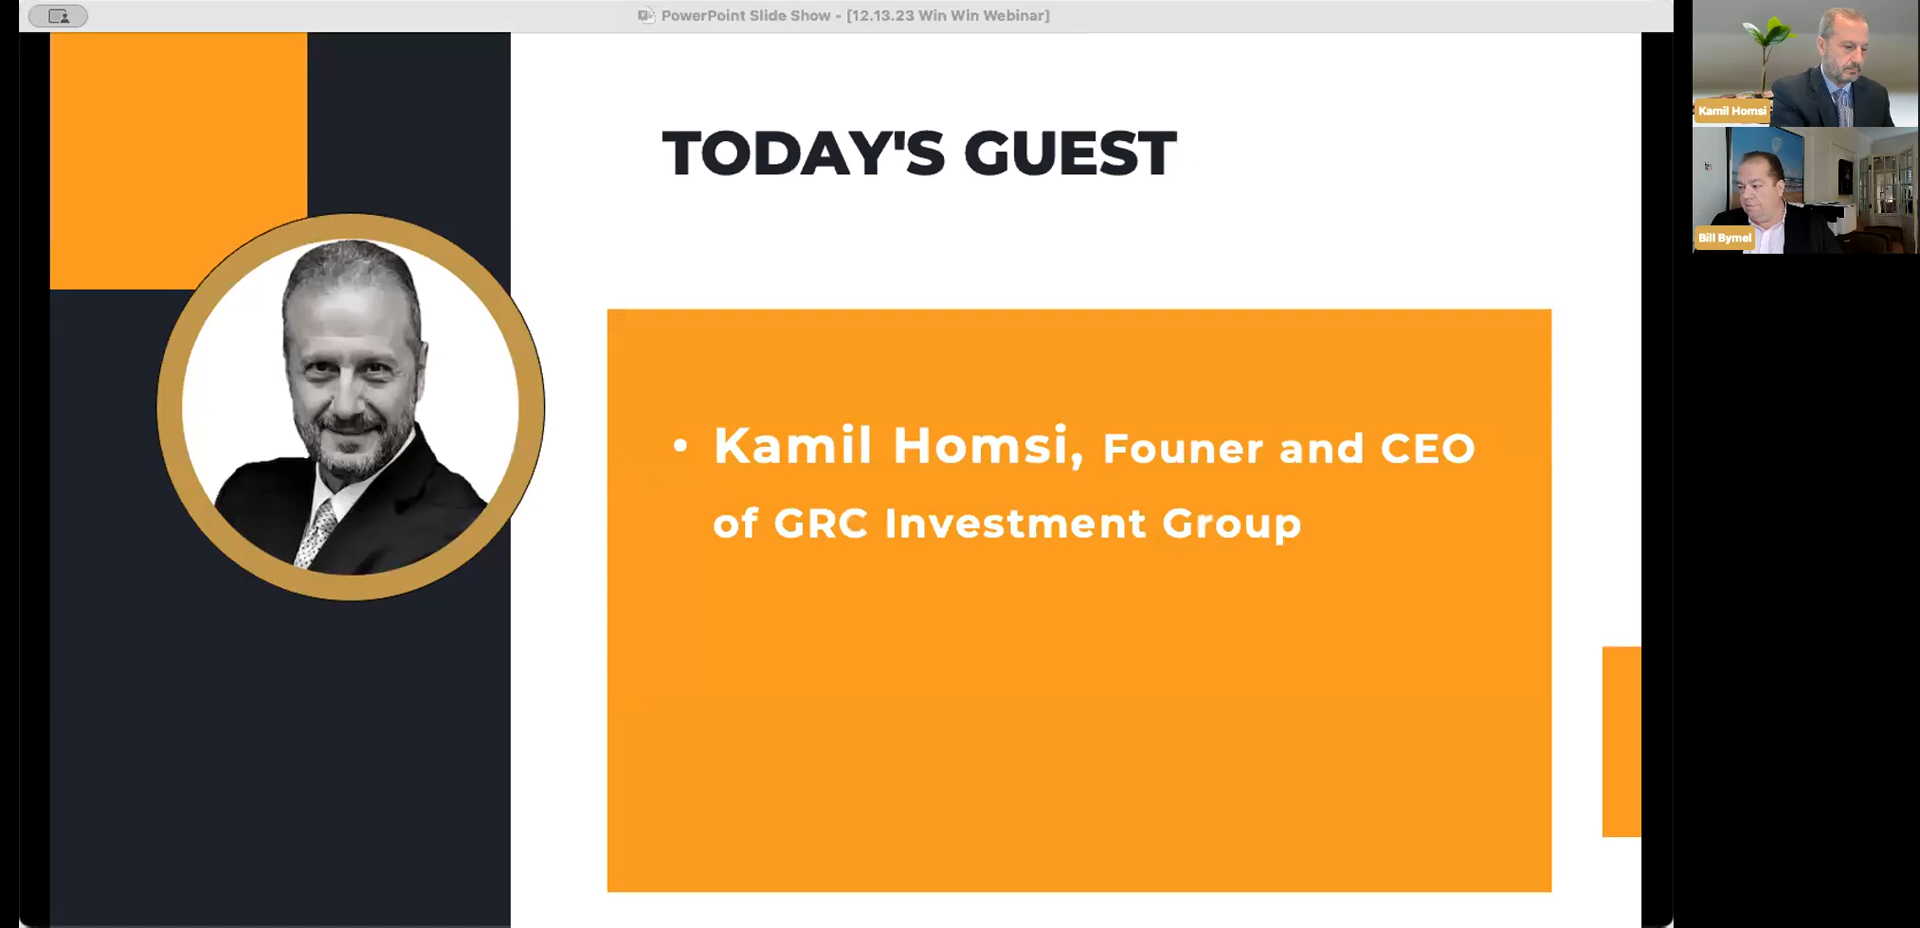 PowerPoint Slide Show - [12.13.23 Win Win Webinar]
TODAY'S GUEST
• Kamil Homsi, Founer and CEO
of GRC Investment Group
Kamil Homsi
Bill Bymel